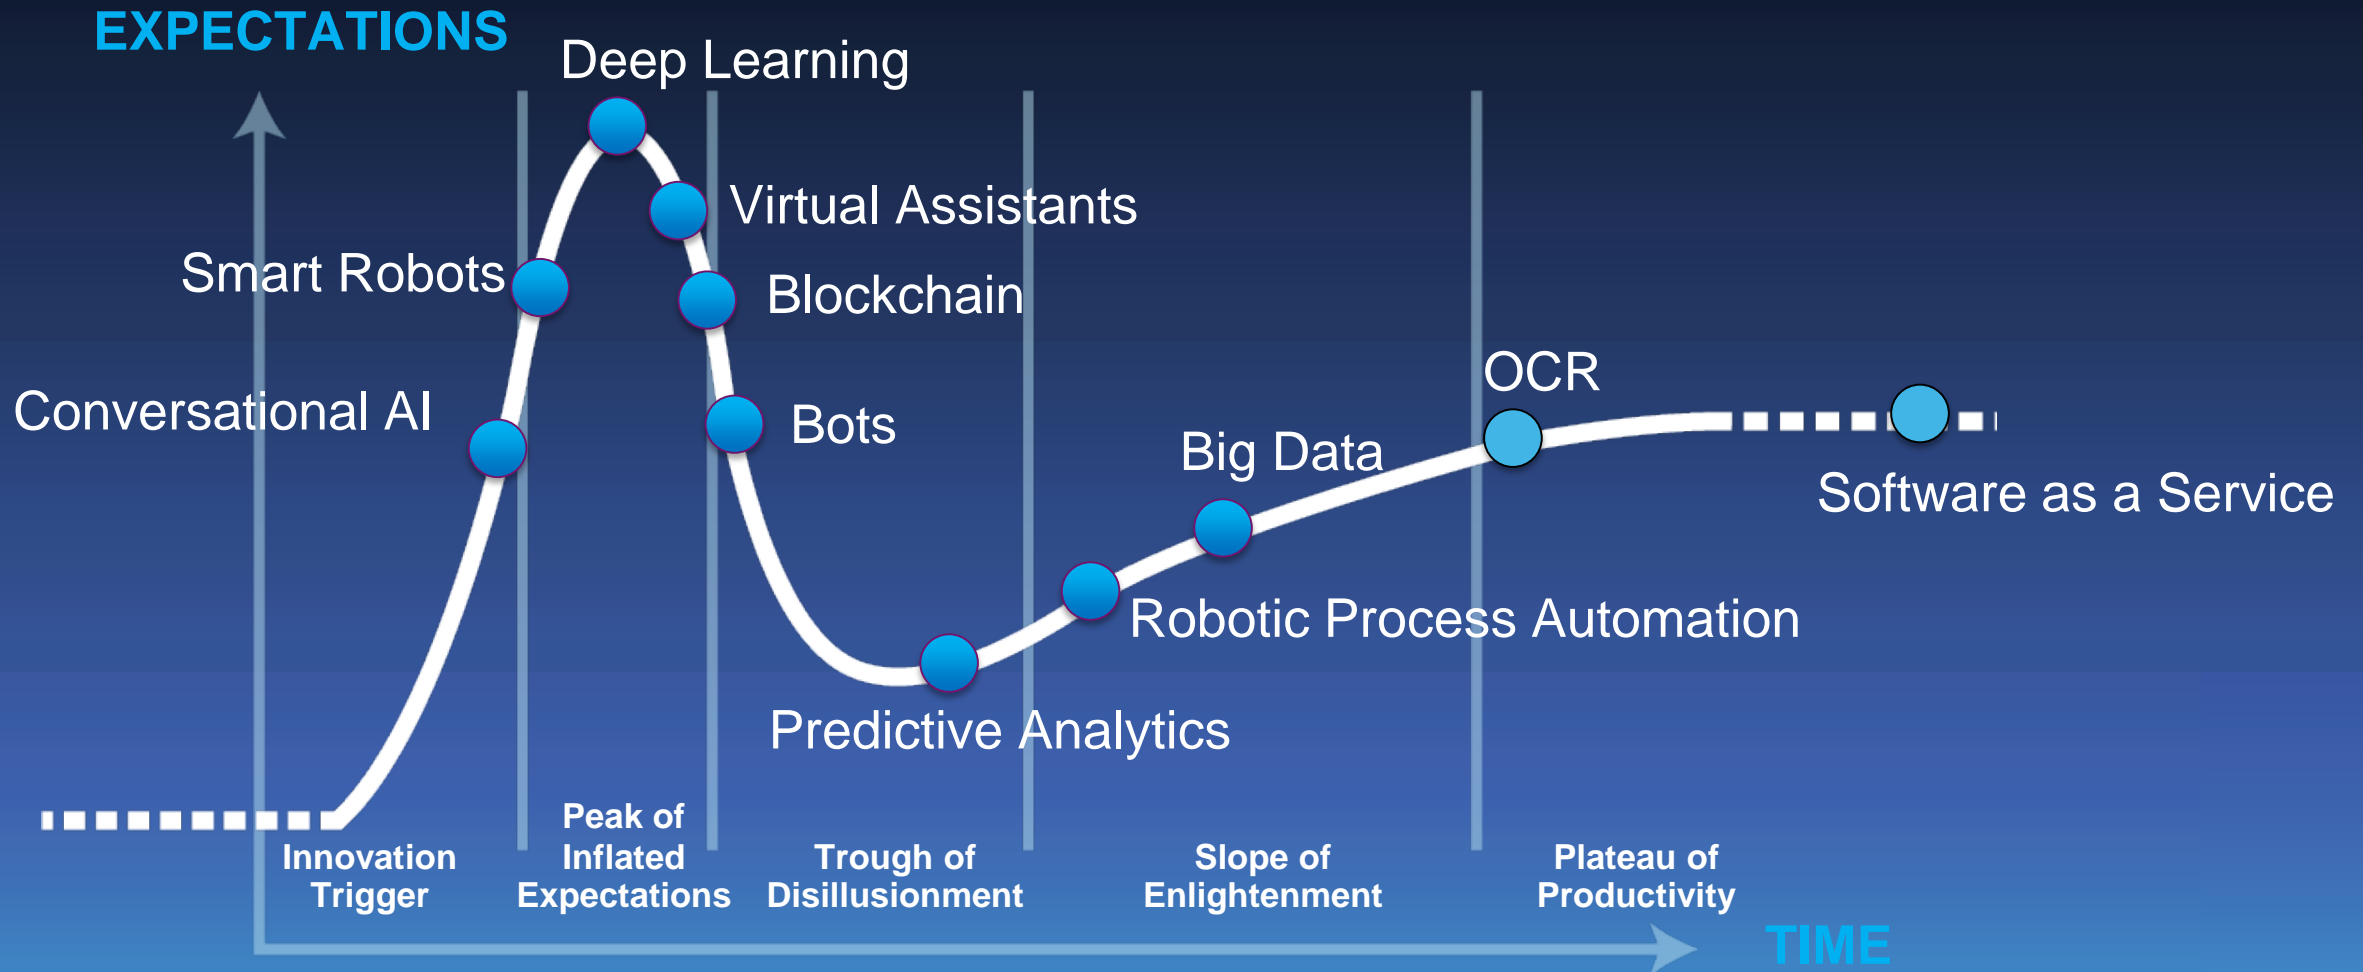 EXPECTATIONS
Deep Learning
Virtual Assistants
Smart Robots
Blockchain
OCR
Conversational AI
Bots
Big Data
Software as a Service
Robotic Process Automation
Predictive Analytics
Innovation
Trigger
Peak of
Inflated
Expectations
Trough of
Disillusionment
Slope of
Enlightenment
Plateau of
Productivity
TIME